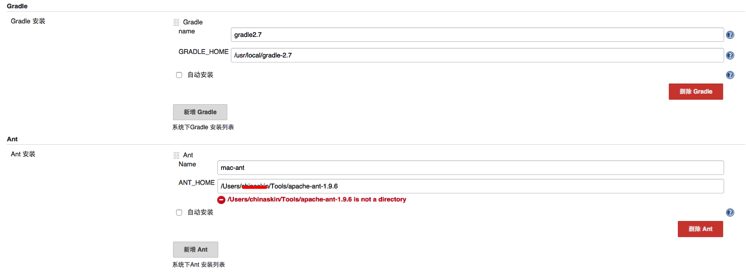 Gradle
Gradle 安装
Gradle
name
gradle2.7
GRADLE_HOME
/usr/local/gradle-2.7
自动安装
删除 Gradle
新增 Gradle
系统下Gradle 安装列表
Ant
Ant 安装
Ant
Name
mac-ant
ANT_HOME
/Users/chinaskin/Tools/apache-ant-1.9.6
/Users/chinaskin/Tools/apache-ant-1.9.6 is not a directory
自动安装
删除 Ant
新增 Ant
系统下Ant 安装列表